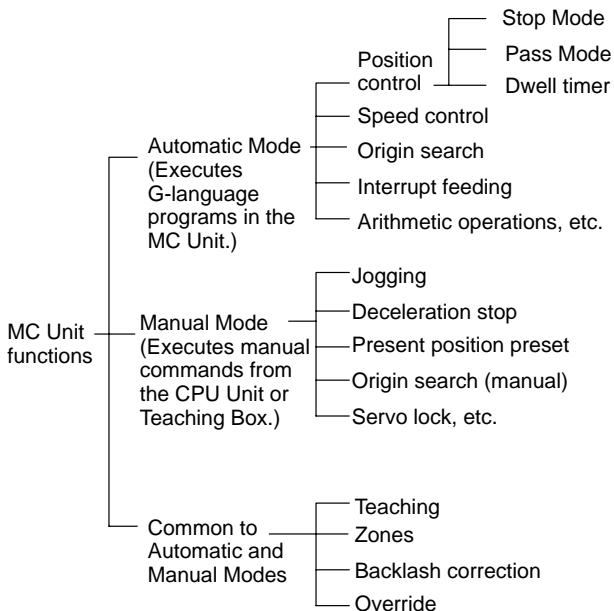 MC Unit
functions
Automatic Mode
(Executes
G-language
programs in the
MC Unit.)
Position
control
Stop Mode
Pass Mode
Dwell timer
Speed control
Origin search
Interrupt feeding
Arithmetic operations, etc.
Manual Mode
(Executes manual
commands from
the CPU Unit or
Teaching Box.)
Jogging
Deceleration stop
Present position preset
Origin search (manual)
Servo lock, etc.
Common to
Automatic and
Manual Modes
Teaching
Zones
Backlash correction
Override